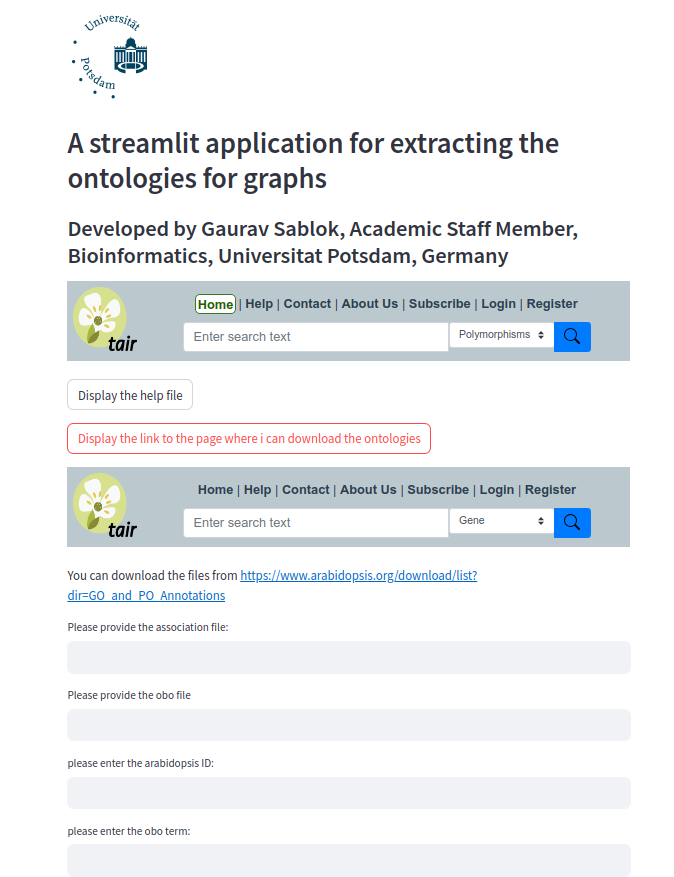 Universität
Potsdam
A streamlit application for extracting the
ontologies for graphs
Developed by Gaurav Sablok, Academic Staff Member,
Bioinformatics, Universitat Potsdam, Germany
tair
Home | Help | Contact | About Us | Subscribe | Login | Register
Enter search text
Polymorphisms
Display the help file
Display the link to the page where i can download the ontologies
tair
Home | Help | Contact | About Us | Subscribe | Login | Register
Enter search text
Gene
You can download the files from https://www.arabidopsis.org/download/list?
dir=GO_and_PO_Annotations
Please provide the association file:
Please provide the obo file
please enter the arabidopsis ID:
please enter the obo term: